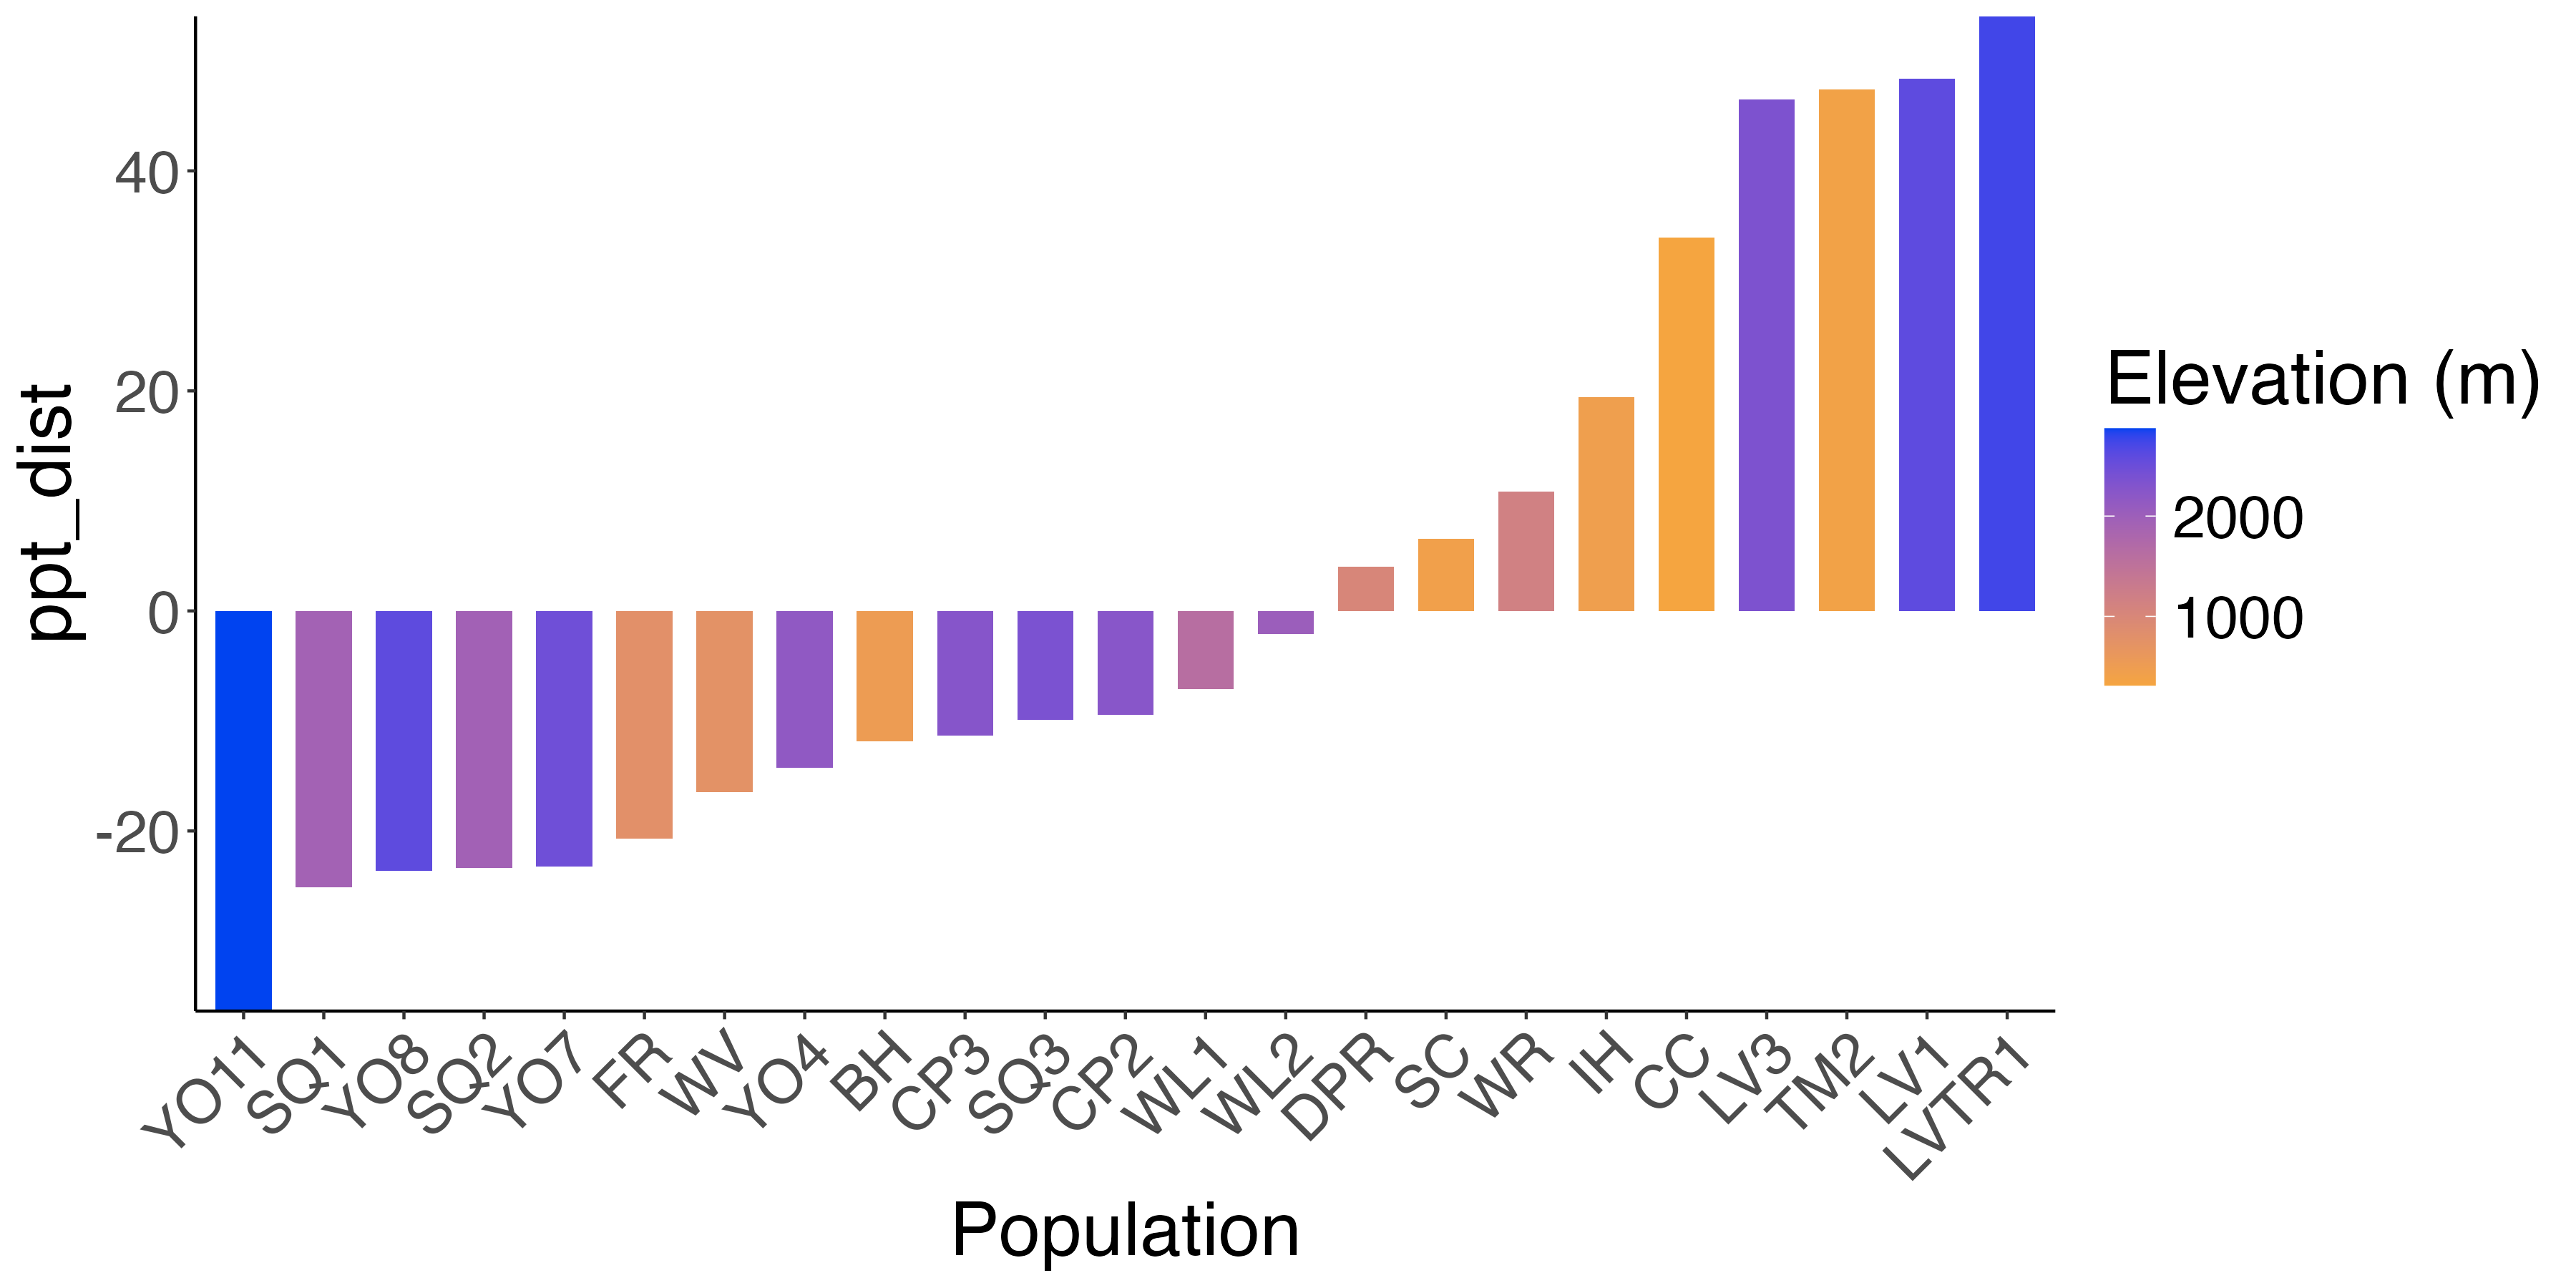 ppt_dist
40
20
0
-20
YO11
SQ1
YO8
SQ2
YO7
FR
WV
YO4
BH
CP3
SQ3
CP2
WL1
WL2
DPR
SC
WR
IH
CC
LV3
TM2
LV1
LVTR1
Population
Elevation (m)
2000
1000